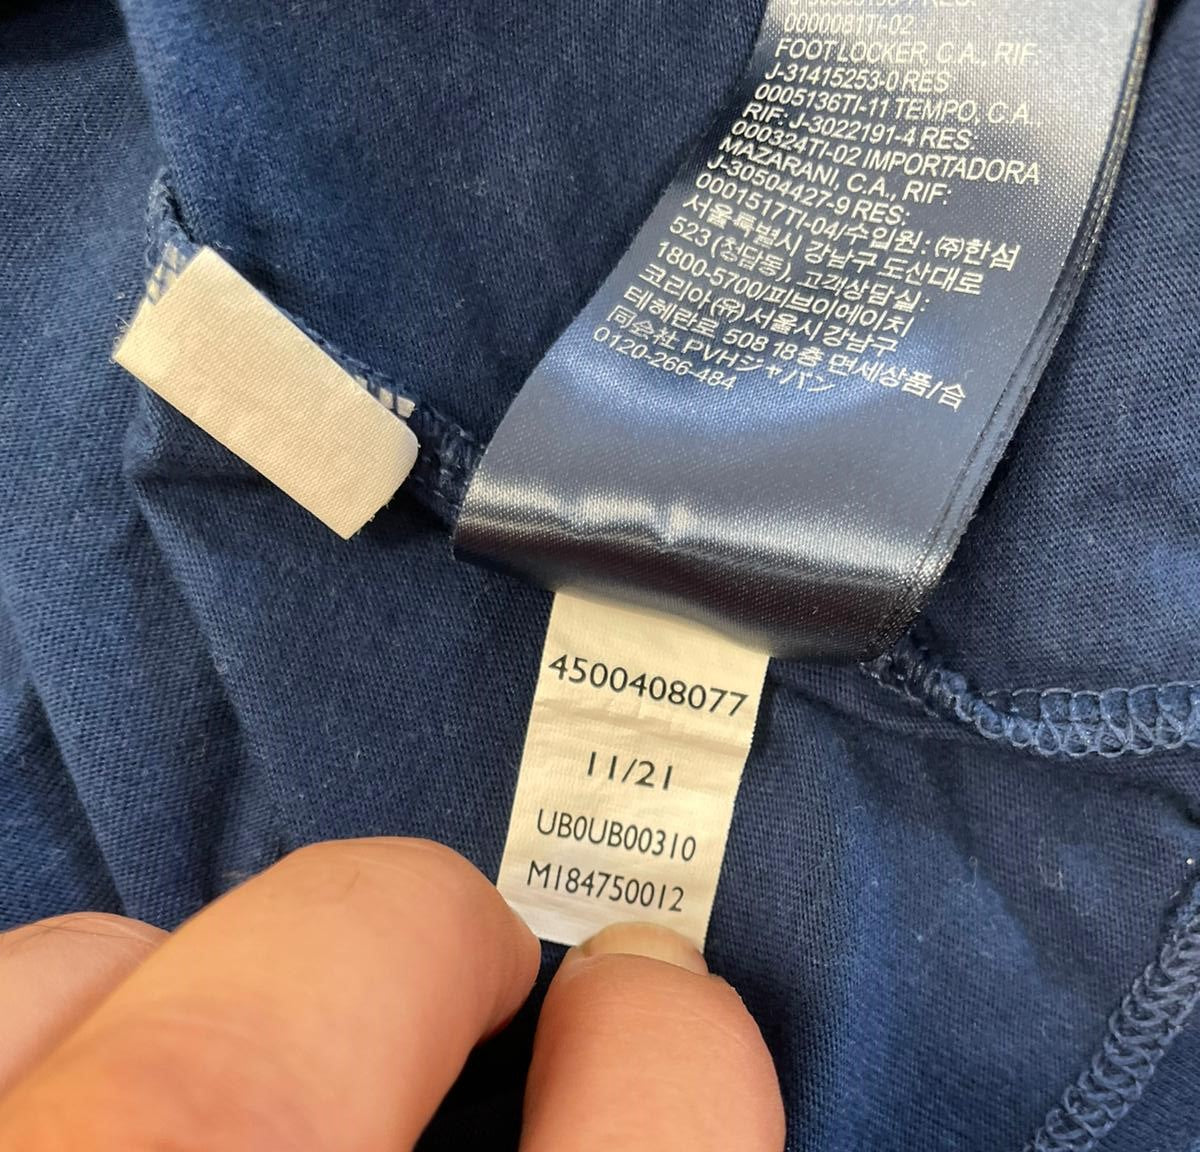 0000081TI-02
FOOTLOCKER, C.A., RIF:
J-31415253-0 RES
0005136TI-11 TEMPO, C.A.
RIF: J-3022191-4 RES:
000324TI-02 IMPORTADORA
MAZARANI, C.A., RIF:
J-30504427-9 RES:
0001517TI-04/수입원 : ㈜한섬
서울특별시 강남구 도산대로
523 (청담동), 고객상담실:
1800-5700/피브이에이치
코리아(유) 서울시 강남구
테헤란로 508 18층 면세상품/合
同会社 PVHジャパン
0120-266-484
4500408077
11/21
UB0UB00310
M184750012